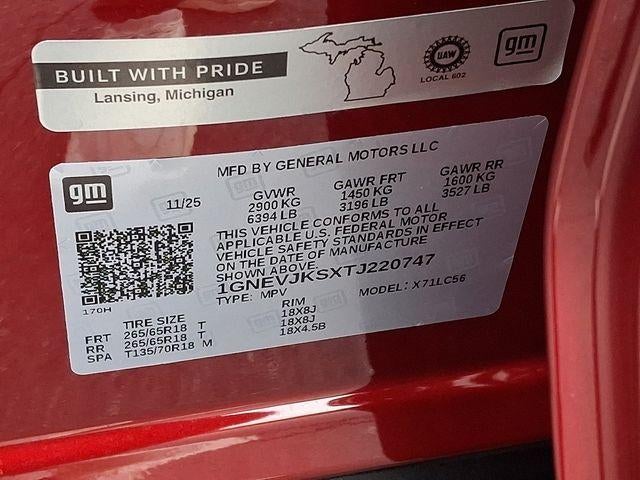 BUILT WITH PRIDE
Lansing, Michigan
UAW
LOCAL 602
gm
gm
MFD BY GENERAL MOTORS LLC
11/25
GVWR GAWR FRT GAWR RR
2900 KG 1450 KG 1600 KG
6394 LB 3196 LB 3527 LB
THIS VEHICLE CONFORMS TO ALL
APPLICABLE U.S. FEDERAL MOTOR
VEHICLE SAFETY STANDARDS IN EFFECT
ON THE DATE OF MANUFACTURE
SHOWN ABOVE.
1GNEVJKSXTJ220747
TYPE: MPV MODEL: X71LC56
170H
TIRE SIZE RIM
FRT 265/65R18 T 18X8J
RR 265/65R18 T 18X8J
SPA T135/70R18 M 18X4.5B